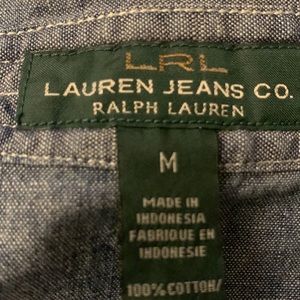 LRL
LAUREN JEANS CO.
RALPH LAUREN
M
MADE IN
INDONESIA
FABRIQUE EN
INDONESIE
100% COTTON/